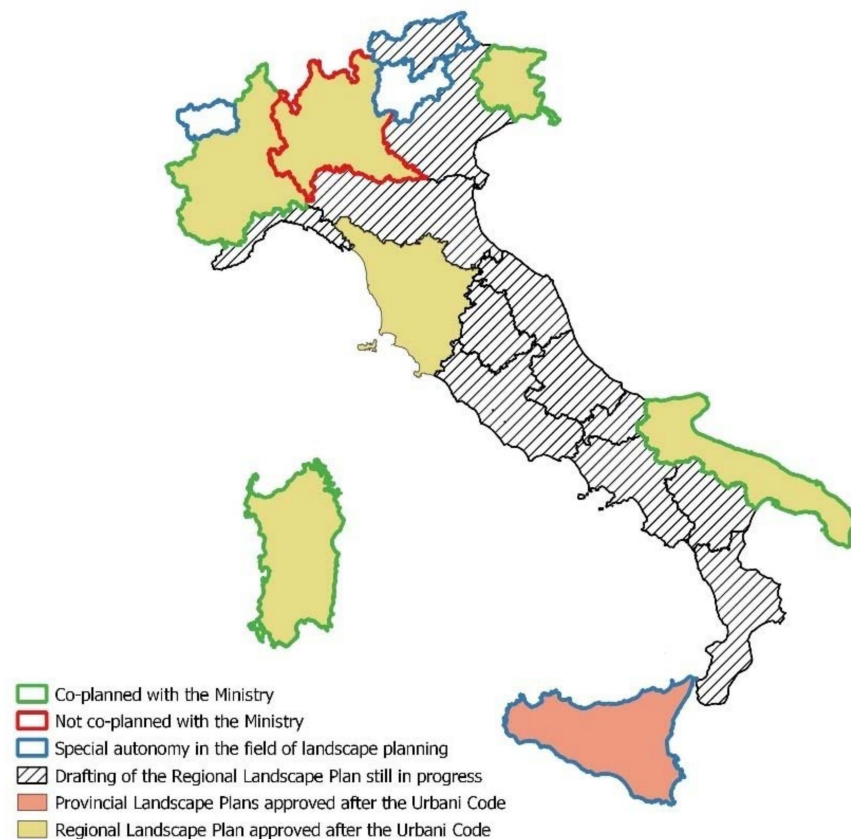 Co-planned with the Ministry
Not co-planned with the Ministry
Special autonomy in the field of landscape planning
Drafting of the Regional Landscape Plan still in progress
Provincial Landscape Plans approved after the Urbani Code
Regional Landscape Plan approved after the Urbani Code